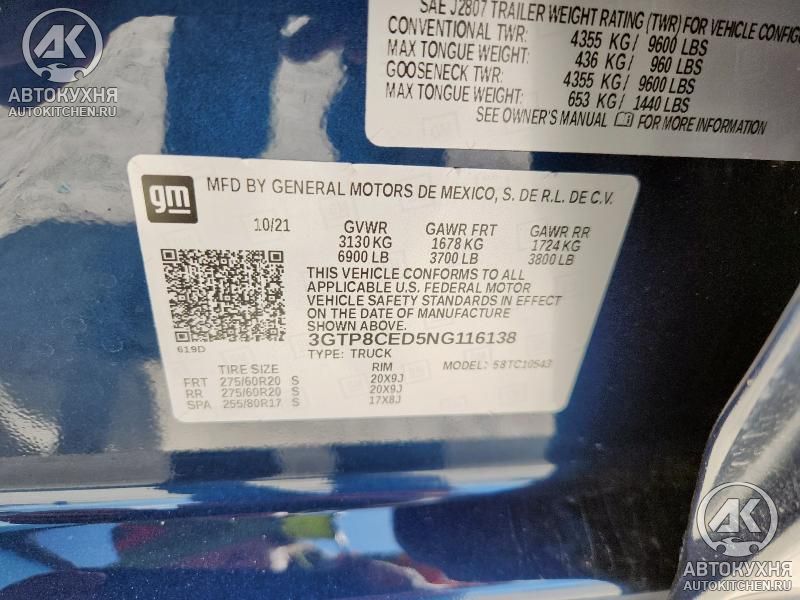 SAE J2807 TRAILER WEIGHT RATING (TWR) FOR VEHICLE CONFIGU
CONVENTIONAL TWR: 4355 KG/ 9600 LBS
MAX TONGUE WEIGHT: 436 KG/ 960 LBS
GOOSENECK TWR: 4355 KG/ 9600 LBS
MAX TONGUE WEIGHT: 653 KG/ 1440 LBS
SEE OWNER'S MANUAL FOR MORE INFORMATION
gm MFD BY GENERAL MOTORS DE MEXICO, S. DE R.L. DE C.V.
10/21 GVWR GAWR FRT GAWR RR
3130 KG 1678 KG 1724 KG
6900 LB 3700 LB 3800 LB
THIS VEHICLE CONFORMS TO ALL
APPLICABLE U.S. FEDERAL MOTOR
VEHICLE SAFETY STANDARDS IN EFFECT
ON THE DATE OF MANUFACTURE
SHOWN ABOVE.
3GTP8CED5NG116138
619D TYPE: TRUCK MODEL: 58TC10543
TIRE SIZE RIM
FRT 275/60R20 S 20X9J
RR 275/60R20 S 20X9J
SPA 255/80R17 S 17X8J
АК
АВТОКУХНЯ
AUTOKITCHEN.RU
АК
АВТОКУХНЯ
AUTOKITCHEN.RU